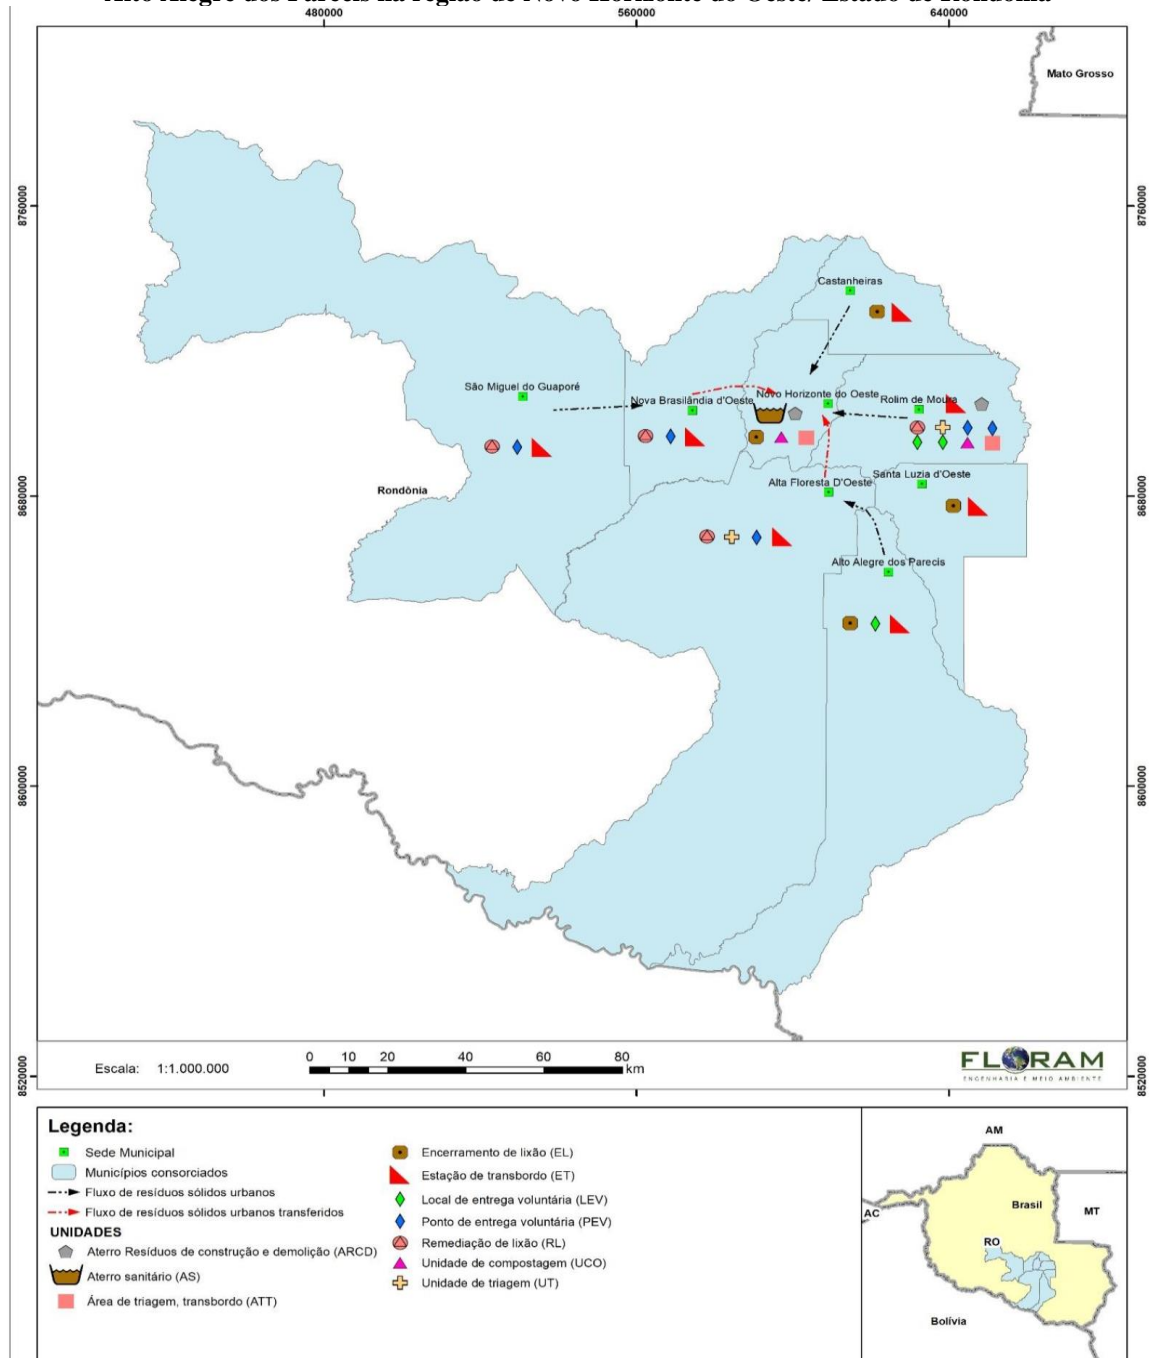 Alto Alegre dos Parecis na região de Novo Horizonte do Oeste/ Estado de Rondônia
480000
560000
640000
Mato Grosso
8760000
8760000
Castanheiras
São Miguel do Guaporé
Nova Brasilândia d'Oeste
Novo Horizonte do Oeste
Rolim de Moura
Rondônia
8680000
8680000
Alta Floresta D'Oeste
Santa Luzia d'Oeste
Alto Alegre dos Parecis
8600000
8600000
Escala: 1:1.000.000
0 10 20 40 60 80
km
FLORAM
ENGENHARIA E MEIO AMBIENTE
8520000
8520000
Legenda:
Sede Municipal
Municípios consorciados
Fluxo de resíduos sólidos urbanos
Fluxo de resíduos sólidos urbanos transferidos
UNIDADES
Aterro Resíduos de construção e demolição (ARCD)
Aterro sanitário (AS)
Área de triagem, transbordo (ATT)
Encerramento de lixão (EL)
Estação de transbordo (ET)
Local de entrega voluntária (LEV)
Ponto de entrega voluntária (PEV)
Remediação de lixão (RL)
Unidade de compostagem (UCO)
Unidade de triagem (UT)
AM
AC
Brasil
MT
RO
Bolívia